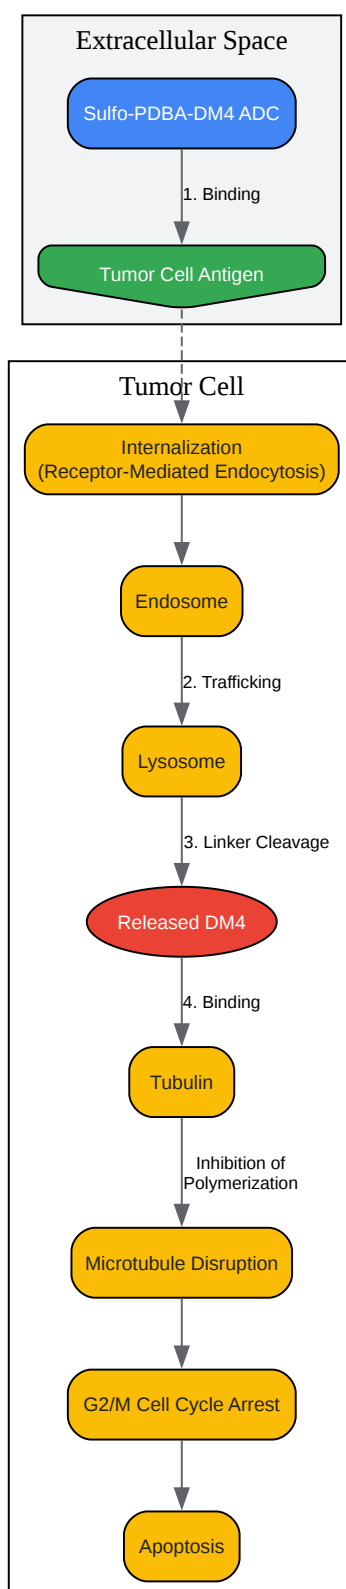 Extracellular Space
Sulfo-PDBA-DM4 ADC
1. Binding
Tumor Cell Antigen
Tumor Cell
Internalization
(Receptor-Mediated Endocytosis)
Endosome
2. Trafficking
Lysosome
3. Linker Cleavage
Released DM4
4. Binding
Tubulin
Inhibition of
Polymerization
Microtubule Disruption
G2/M Cell Cycle Arrest
Apoptosis